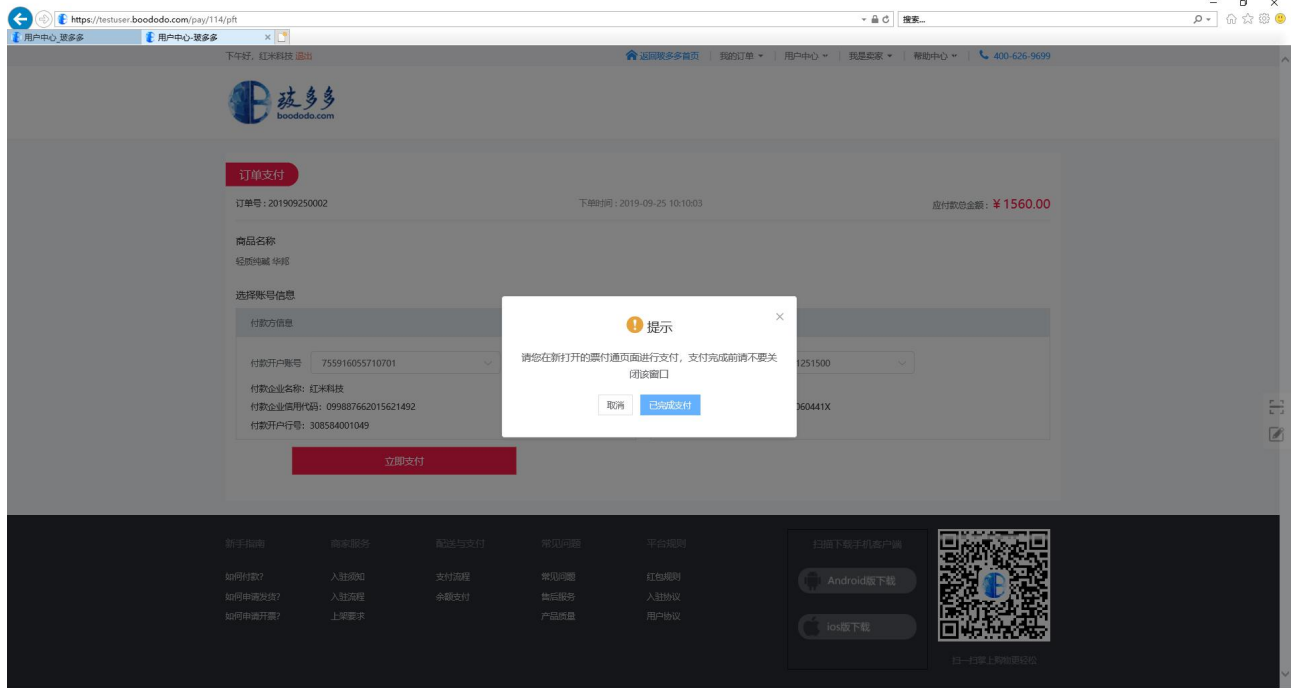 https://testuser.boododo.com/pay/114/pft
搜索...
用户中心_玻多多
用户中心-玻多多
下午好, 红米科技 退出
返回玻多多首页
我的订单
用户中心
我是卖家
帮助中心
400-626-9699
玻多多
boododo.com
订单支付
订单号 : 201909250002
下单时间 : 2019-09-25 10:10:03
应付款总金额 : ¥ 1560.00
商品名称
轻质纯碱 华邦
选择账号信息
付款方信息
付款开户账号 755916055710701
1251500
付款企业名称: 红米科技
付款企业信用代码: 099887662015621492
060441X
付款开户行号: 308584001049
提示
请您在新打开的票付通页面进行支付, 支付完成前请不要关
闭该窗口
取消
已完成支付
立即支付
新手指南
商家服务
配送与支付
常见问题
平台规则
扫描下载手机客户端
如何付款?
入驻须知
支付流程
常见问题
红包规则
Android版下载
如何申请发货?
入驻流程
余额支付
售后服务
入驻协议
如何申请开票?
上架要求
产品质量
用户协议
ios版下载
扫一扫掌上购物更轻松